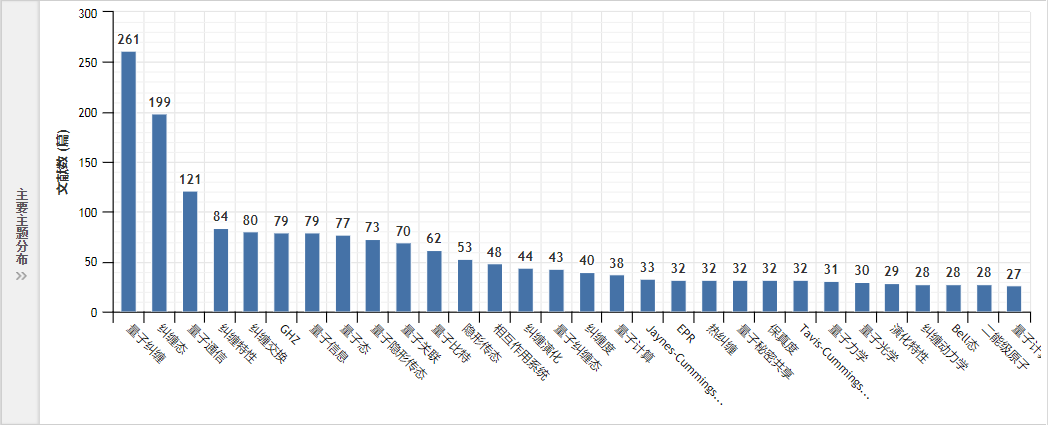 主要主题分布
文献数 (篇)
300
250
200
150
100
50
0
261
199
121
84
80
79
79
77
73
70
62
53
48
44
43
40
38
33
32
32
32
32
32
31
30
29
28
28
28
27
量子纠缠
纠缠态
量子通信
纠缠特性
纠缠交换
GHZ
量子信息
量子态
量子隐形传态
量子关联
量子比特
隐形传态
相互作用系统
纠缠演化
量子纠缠态
纠缠度
量子计算
Jaynes-Cummings...
EPR
热纠缠
量子秘密共享
保真度
Tavis-Cummings...
量子力学
量子光学
演化特性
纠缠动力学
Bell态
二能级原子
量子计